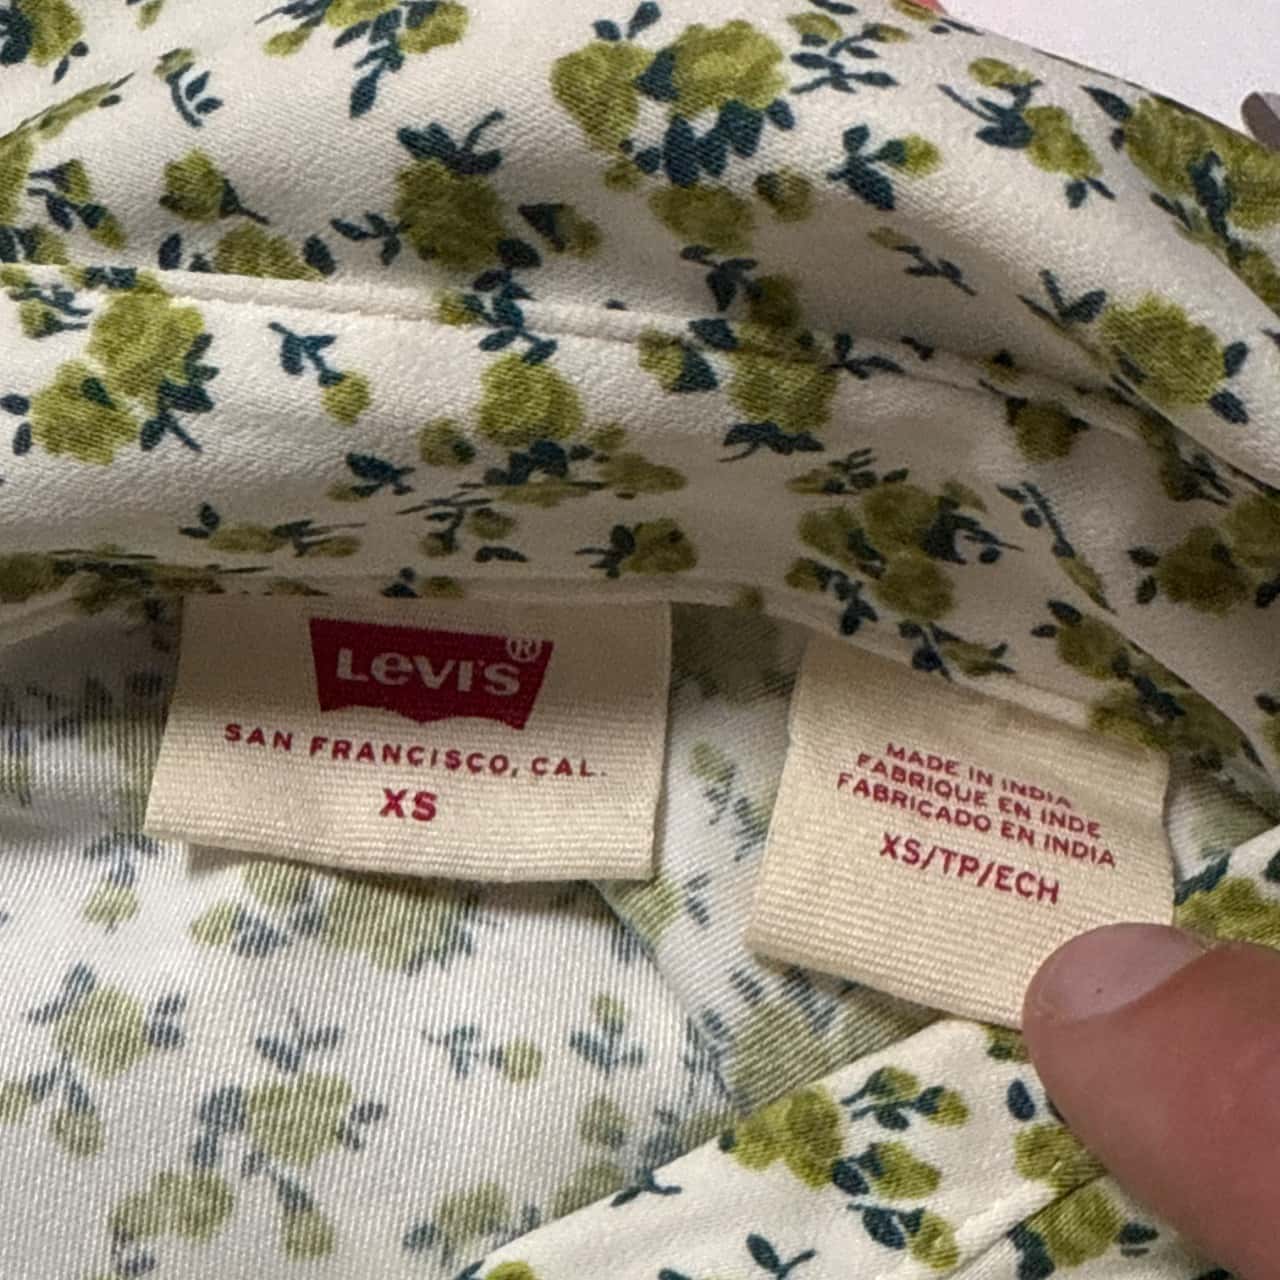 LEVI'S®
SAN FRANCISCO, CAL.
XS
MADE IN INDIA
FABRIQUE EN INDE
FABRICADO EN INDIA
XS/TP/ECH